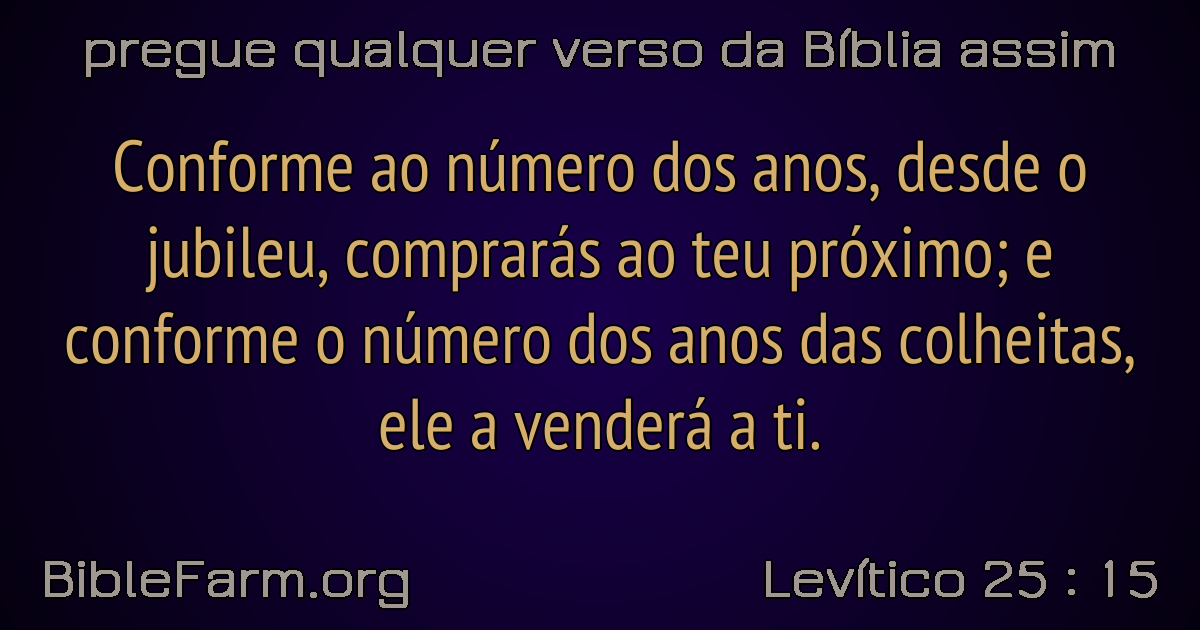 pregue qualquer verso da Bíblia assim
Conforme ao número dos anos, desde o
jubileu, comprarás ao teu próximo; e
conforme o número dos anos das colheitas,
ele a venderá a ti.
BibleFarm.org
Levítico 25 : 15